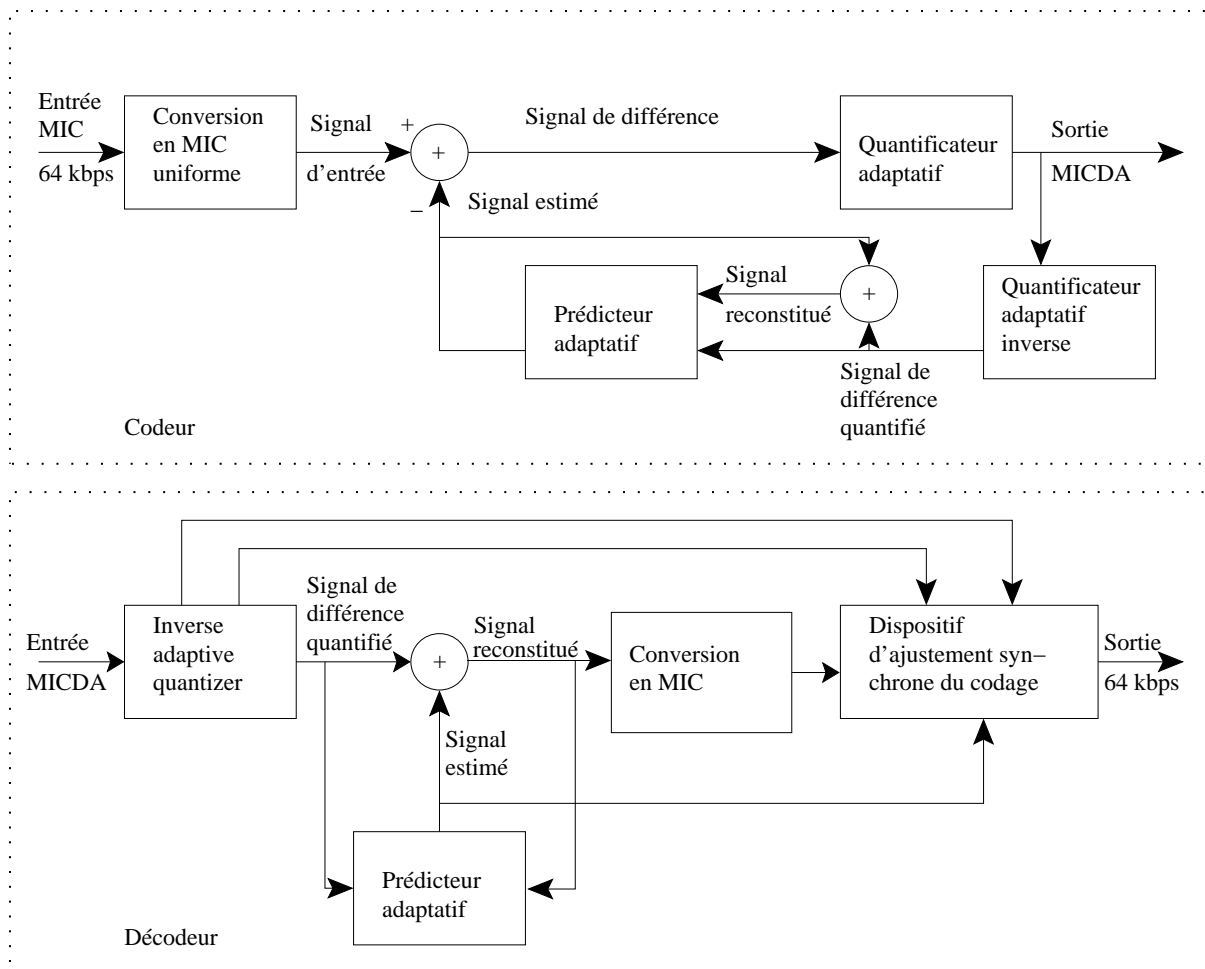 Entrée
MIC
64 kbps
Conversion
en MIC
uniforme
Signal
d'entrée
+
+
−
Signal de différence
Signal estimé
Quantificateur
adaptatif
Sortie
MICDA
Prédicteur
adaptatif
Signal
reconstitué
+
Quantificateur
adaptatif
inverse
Signal de
différence
quantifié
Codeur
Entrée
MICDA
Inverse
adaptive
quantizer
Signal de
différence
quantifié
+
Signal
reconstitué
Conversion
en MIC
Dispositif
d'ajustement syn−
chrone du codage
Sortie
64 kbps
Signal
estimé
Prédicteur
adaptatif
Décodeur